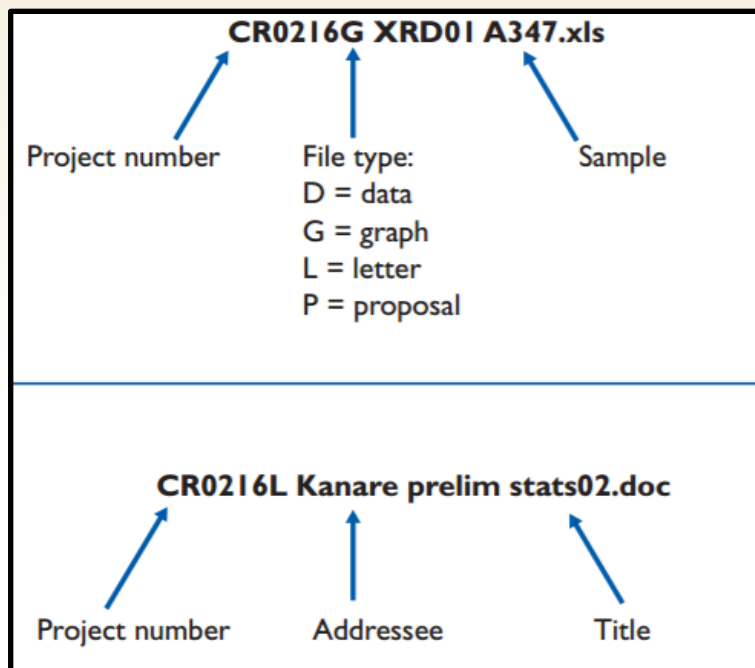 CR0216G XRD01 A347.xls
Project number
File type:
D = data
G = graph
L = letter
P = proposal
Sample
CR0216L Kanare prelim stats02.doc
Project number
Addressee
Title